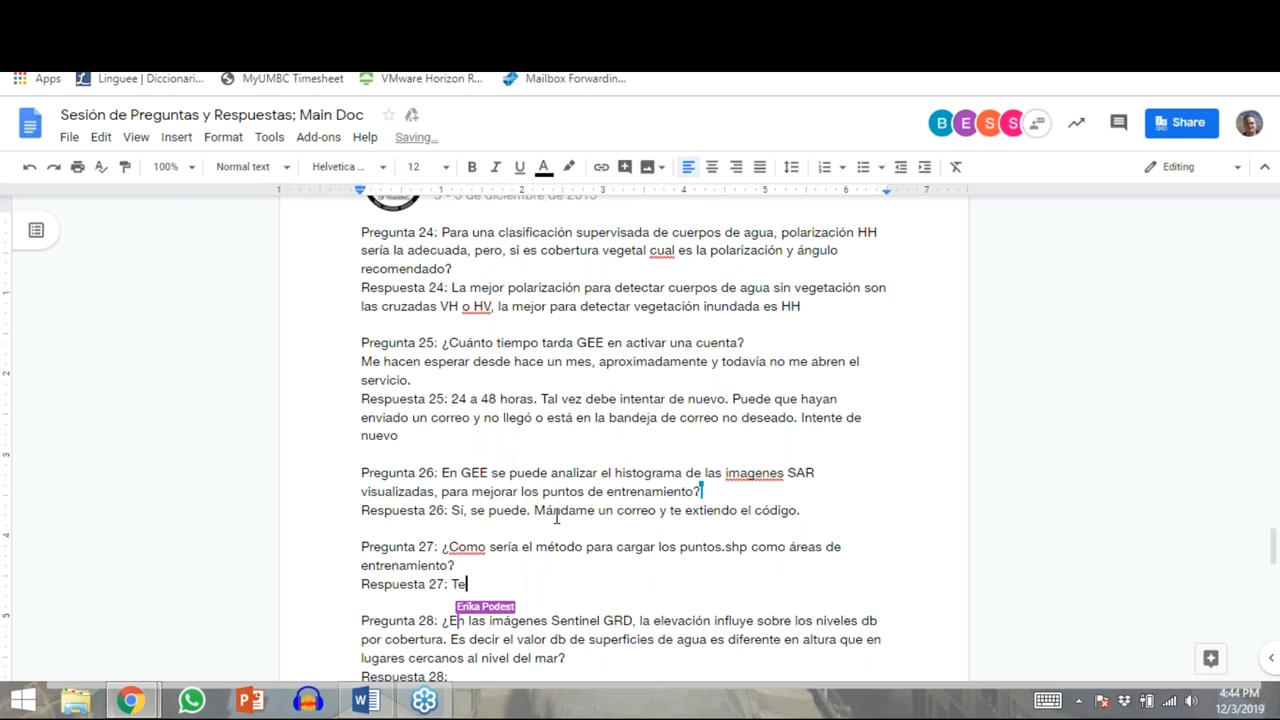 Apps Linguee | Diccionari... MyUMBC Timesheet VMware Horizon R... Mailbox Forwardin...
Sesión de Preguntas y Respuestas; Main Doc
B E S S Share
File Edit View Insert Format Tools Add-ons Help Saving...
100% Normal text Helvetica ... 12 B I U A Editing
1 1 2 3 4 5 6 7
OF TRAINING
Pregunta 24: Para una clasificación supervisada de cuerpos de agua, polarización HH
sería la adecuada, pero, si es cobertura vegetal cual es la polarización y ángulo
recomendado?
Respuesta 24: La mejor polarización para detectar cuerpos de agua sin vegetación son
las cruzadas VH o HV, la mejor para detectar vegetación inundada es HH
Pregunta 25: ¿Cuánto tiempo tarda GEE en activar una cuenta?
Me hacen esperar desde hace un mes, aproximadamente y todavía no me abren el
servicio.
Respuesta 25: 24 a 48 horas. Tal vez debe intentar de nuevo. Puede que hayan
enviado un correo y no llegó o está en la bandeja de correo no deseado. Intente de
nuevo
Pregunta 26: En GEE se puede analizar el histograma de las imagenes SAR
visualizadas, para mejorar los puntos de entrenamiento?
Respuesta 26: Sí, se puede. Mándame un correo y te extiendo el código.
Pregunta 27: ¿Como sería el método para cargar los puntos.shp como áreas de
entrenamiento?
Respuesta 27: Te
Erika Podest
Pregunta 28: ¿En las imágenes Sentinel GRD, la elevación influye sobre los niveles db
por cobertura. Es decir el valor db de superficies de agua es diferente en altura que en
lugares cercanos al nivel del mar?
Respuesta 28:
4:44 PM
12/3/2019